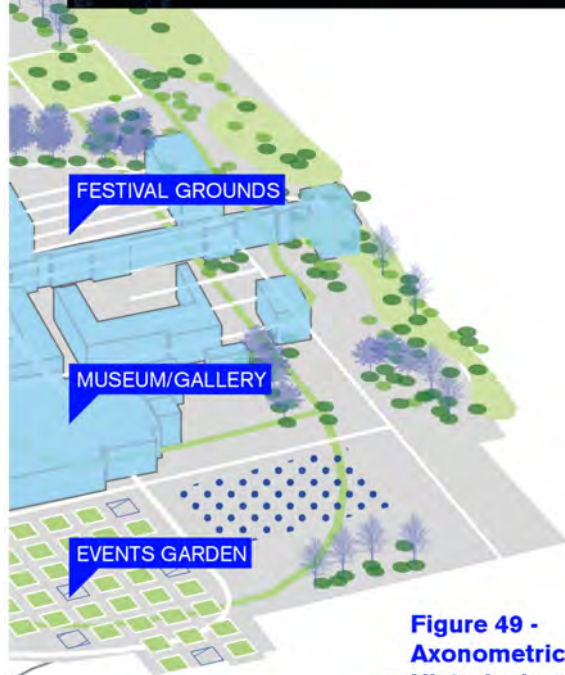 FESTIVAL GROUNDS
MUSEUM/GALLERY
EVENTS GARDEN
Figure 49 -
Axonometric